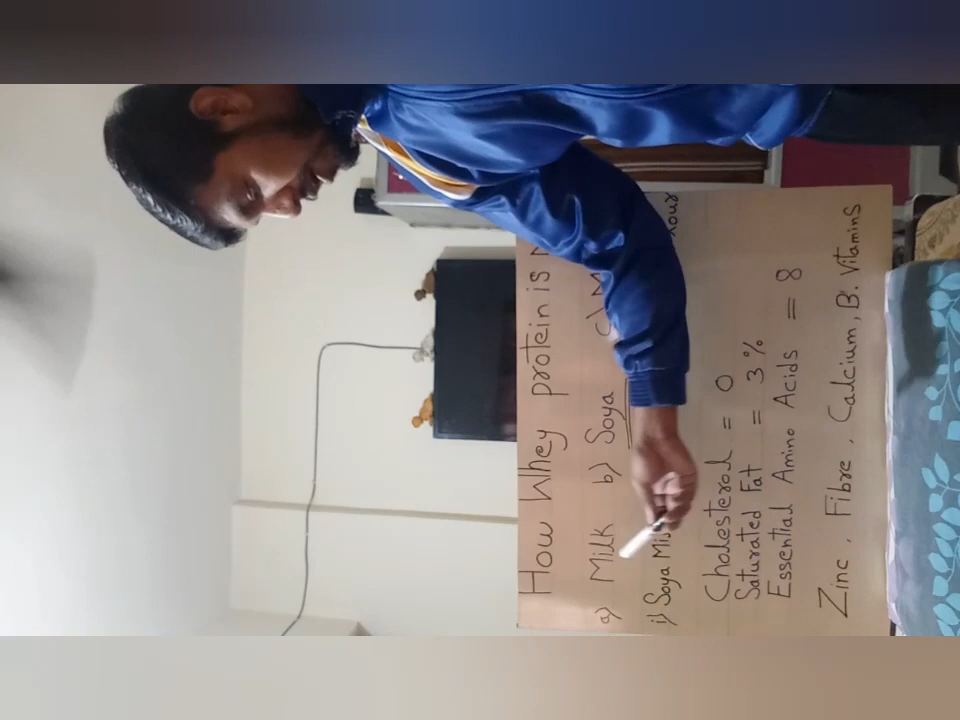 How Whey protein is
a) Milk b) Soya c)
i) Soya
Cholesterol = 0
Saturated Fat = 3%
Essential Amino Acids = 8
Zinc, Fibre, Calcium, B. Vitamins